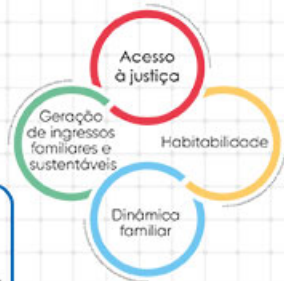 Acesso
à justiça
Geração
de ingressos
familiares e
sustentáveis
Habitabilidade
Dinâmica
familiar